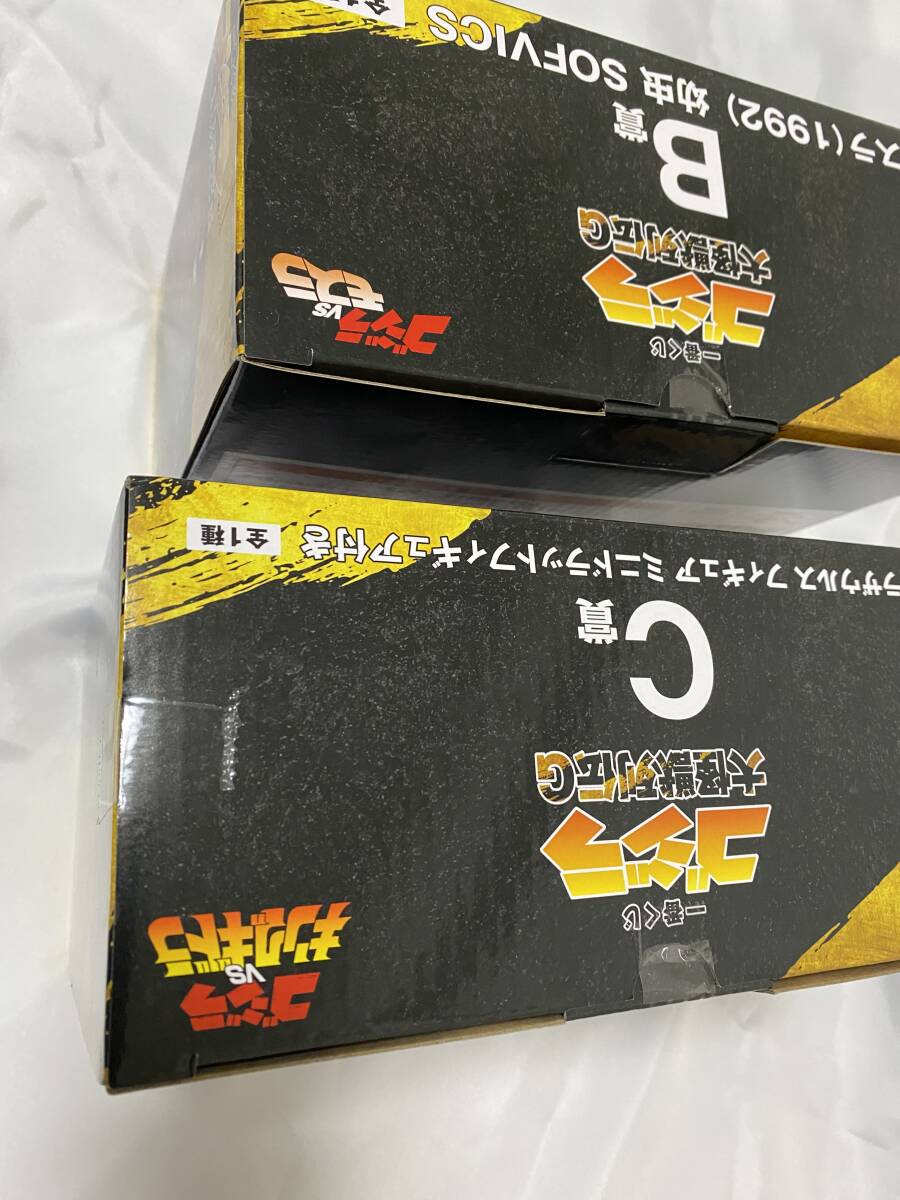 一番くじ
ゴジラ
大怪獣列伝G
B賞
スラ(1992) 幼虫 SOFVICS
ゴジラ
VS
モスラ
一番くじ
ゴジラ
大怪獣列伝G
C賞
ラザウルス フィギュア ミニドラットフィギュア付き
全1種
ゴジラ
VS
キングギドラ